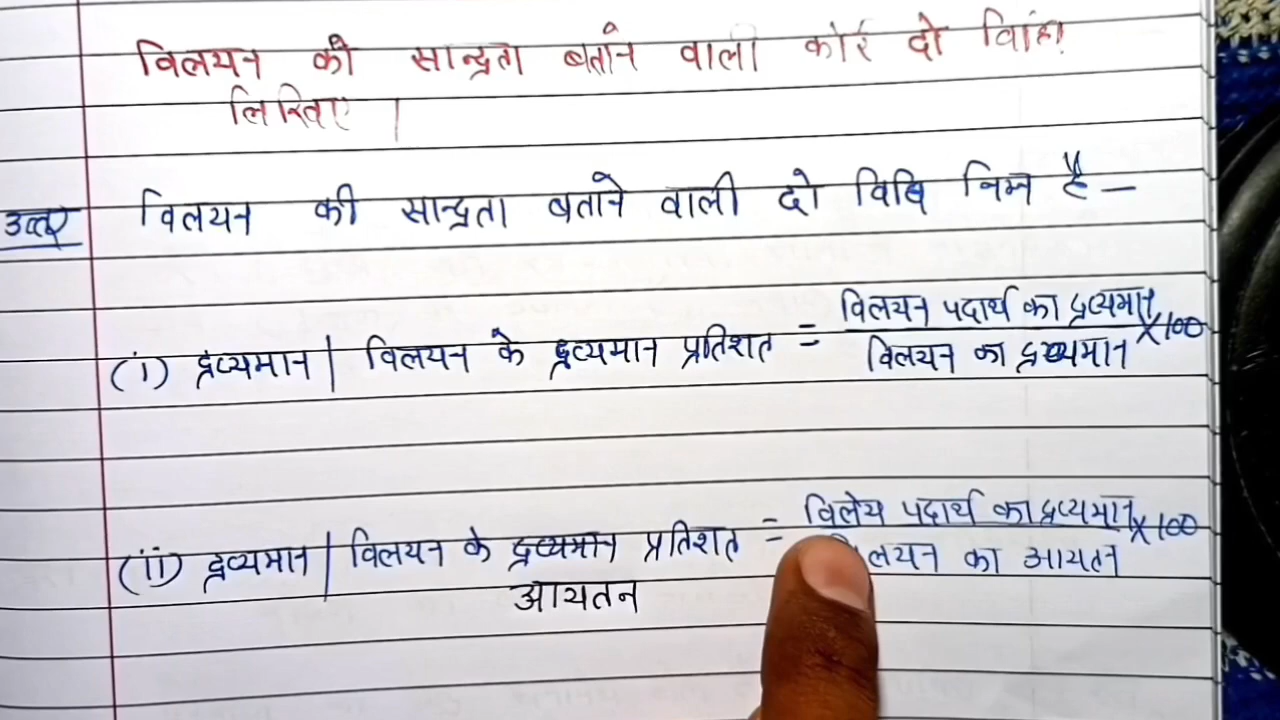 विलयन की सान्द्रता बताने वाली कोई दो विधि
लिखिए |
उत्तर विलयन की सान्द्रता बताने वाली दो विधि निम्न है –
(i) द्रव्यमान | विलयन के द्रव्यमान प्रतिशत = विलयन पदार्थ का द्रव्यमान / विलयन का द्रव्यमान × 100
(ii) द्रव्यमान | विलयन के द्रव्यमान प्रतिशत = विलेय पदार्थ का द्रव्यमान / विलयन का आयतन × 100
आयतन